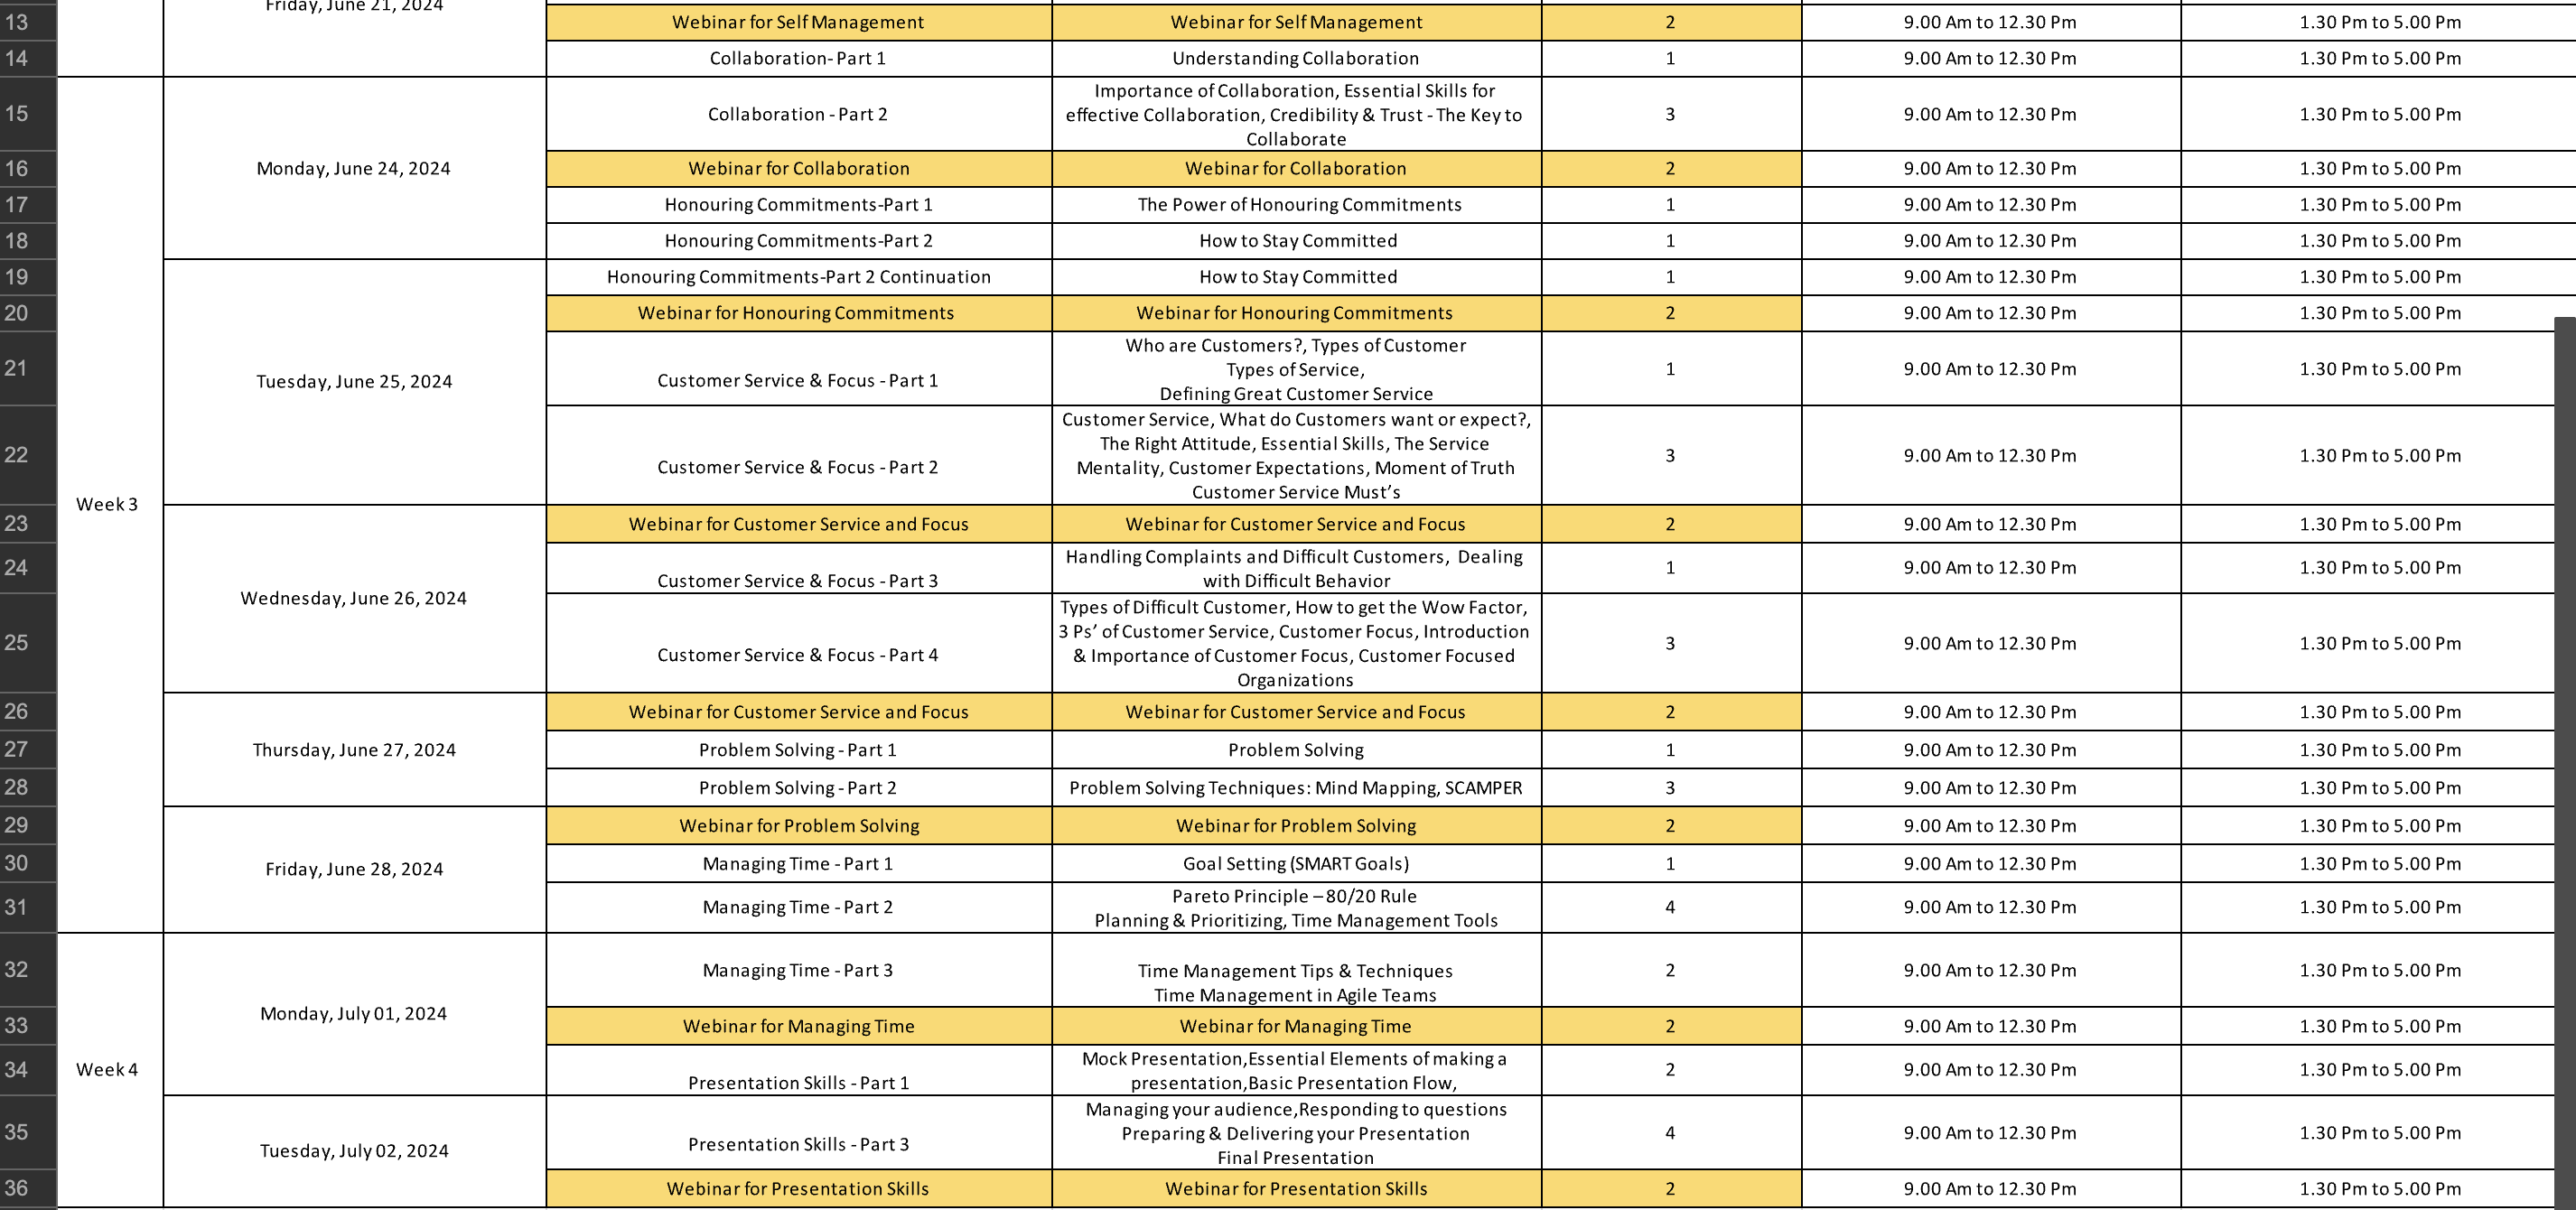 Friday, June 21, 2024
13 Webinar for Self Management Webinar for Self Management 2 9.00 Am to 12.30 Pm 1.30 Pm to 5.00 Pm
14 Collaboration- Part 1 Understanding Collaboration 1 9.00 Am to 12.30 Pm 1.30 Pm to 5.00 Pm
Week 3
Monday, June 24, 2024
15 Collaboration - Part 2
Importance of Collaboration, Essential Skills for
effective Collaboration, Credibility & Trust - The Key to
Collaborate
3 9.00 Am to 12.30 Pm 1.30 Pm to 5.00 Pm
16 Webinar for Collaboration Webinar for Collaboration 2 9.00 Am to 12.30 Pm 1.30 Pm to 5.00 Pm
17 Honouring Commitments-Part 1 The Power of Honouring Commitments 1 9.00 Am to 12.30 Pm 1.30 Pm to 5.00 Pm
18 Honouring Commitments-Part 2 How to Stay Committed 1 9.00 Am to 12.30 Pm 1.30 Pm to 5.00 Pm
Tuesday, June 25, 2024
19 Honouring Commitments-Part 2 Continuation How to Stay Committed 1 9.00 Am to 12.30 Pm 1.30 Pm to 5.00 Pm
20 Webinar for Honouring Commitments Webinar for Honouring Commitments 2 9.00 Am to 12.30 Pm 1.30 Pm to 5.00 Pm
21 Customer Service & Focus - Part 1
Who are Customers?, Types of Customer
Types of Service,
Defining Great Customer Service
1 9.00 Am to 12.30 Pm 1.30 Pm to 5.00 Pm
22 Customer Service & Focus - Part 2
Customer Service, What do Customers want or expect?,
The Right Attitude, Essential Skills, The Service
Mentality, Customer Expectations, Moment of Truth
Customer Service Must’s
3 9.00 Am to 12.30 Pm 1.30 Pm to 5.00 Pm
Wednesday, June 26, 2024
23 Webinar for Customer Service and Focus Webinar for Customer Service and Focus 2 9.00 Am to 12.30 Pm 1.30 Pm to 5.00 Pm
24 Customer Service & Focus - Part 3
Handling Complaints and Difficult Customers, Dealing
with Difficult Behavior
1 9.00 Am to 12.30 Pm 1.30 Pm to 5.00 Pm
25 Customer Service & Focus - Part 4
Types of Difficult Customer, How to get the Wow Factor,
3 Ps’ of Customer Service, Customer Focus, Introduction
& Importance of Customer Focus, Customer Focused
Organizations
3 9.00 Am to 12.30 Pm 1.30 Pm to 5.00 Pm
Thursday, June 27, 2024
26 Webinar for Customer Service and Focus Webinar for Customer Service and Focus 2 9.00 Am to 12.30 Pm 1.30 Pm to 5.00 Pm
27 Problem Solving - Part 1 Problem Solving 1 9.00 Am to 12.30 Pm 1.30 Pm to 5.00 Pm
28 Problem Solving - Part 2 Problem Solving Techniques: Mind Mapping, SCAMPER 3 9.00 Am to 12.30 Pm 1.30 Pm to 5.00 Pm
Friday, June 28, 2024
29 Webinar for Problem Solving Webinar for Problem Solving 2 9.00 Am to 12.30 Pm 1.30 Pm to 5.00 Pm
30 Managing Time - Part 1 Goal Setting (SMART Goals) 1 9.00 Am to 12.30 Pm 1.30 Pm to 5.00 Pm
31 Managing Time - Part 2
Pareto Principle – 80/20 Rule
Planning & Prioritizing, Time Management Tools
4 9.00 Am to 12.30 Pm 1.30 Pm to 5.00 Pm
Week 4
Monday, July 01, 2024
32 Managing Time - Part 3
Time Management Tips & Techniques
Time Management in Agile Teams
2 9.00 Am to 12.30 Pm 1.30 Pm to 5.00 Pm
33 Webinar for Managing Time Webinar for Managing Time 2 9.00 Am to 12.30 Pm 1.30 Pm to 5.00 Pm
34 Presentation Skills - Part 1
Mock Presentation,Essential Elements of making a
presentation,Basic Presentation Flow,
2 9.00 Am to 12.30 Pm 1.30 Pm to 5.00 Pm
Tuesday, July 02, 2024
35 Presentation Skills - Part 3
Managing your audience,Responding to questions
Preparing & Delivering your Presentation
Final Presentation
4 9.00 Am to 12.30 Pm 1.30 Pm to 5.00 Pm
36 Webinar for Presentation Skills Webinar for Presentation Skills 2 9.00 Am to 12.30 Pm 1.30 Pm to 5.00 Pm